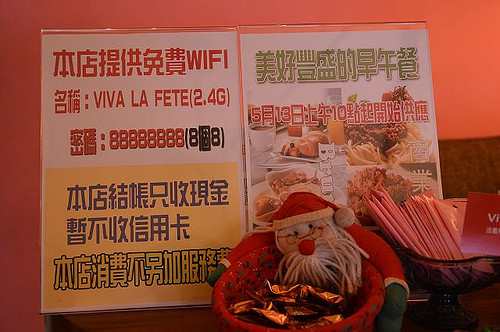 本店提供免費WIFI
名稱：VIVA LA FETE(2.4G)
密碼：88888888(8個8)
本店結帳只收現金
暫不收信用卡
本店消費不另加服務費
美好豐盛的早午餐
5月13日上午10點起開始供應
Vi